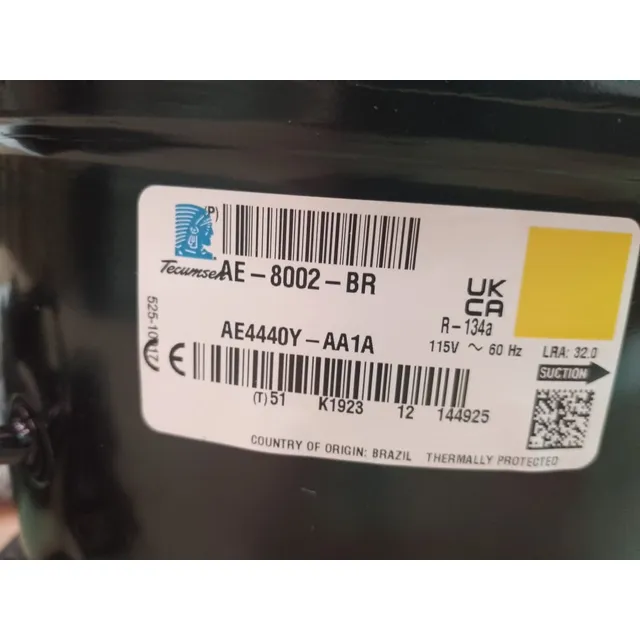 (P)
Tecumseh
AE-8002-BR
UK
CA
R-134a
AE4440Y-AA1A
115V ~ 60 Hz
LRA: 32.0
SUCTION
CE
(T) 51 K1923 12 144925
COUNTRY OF ORIGIN: BRAZIL THERMALLY PROTECTED